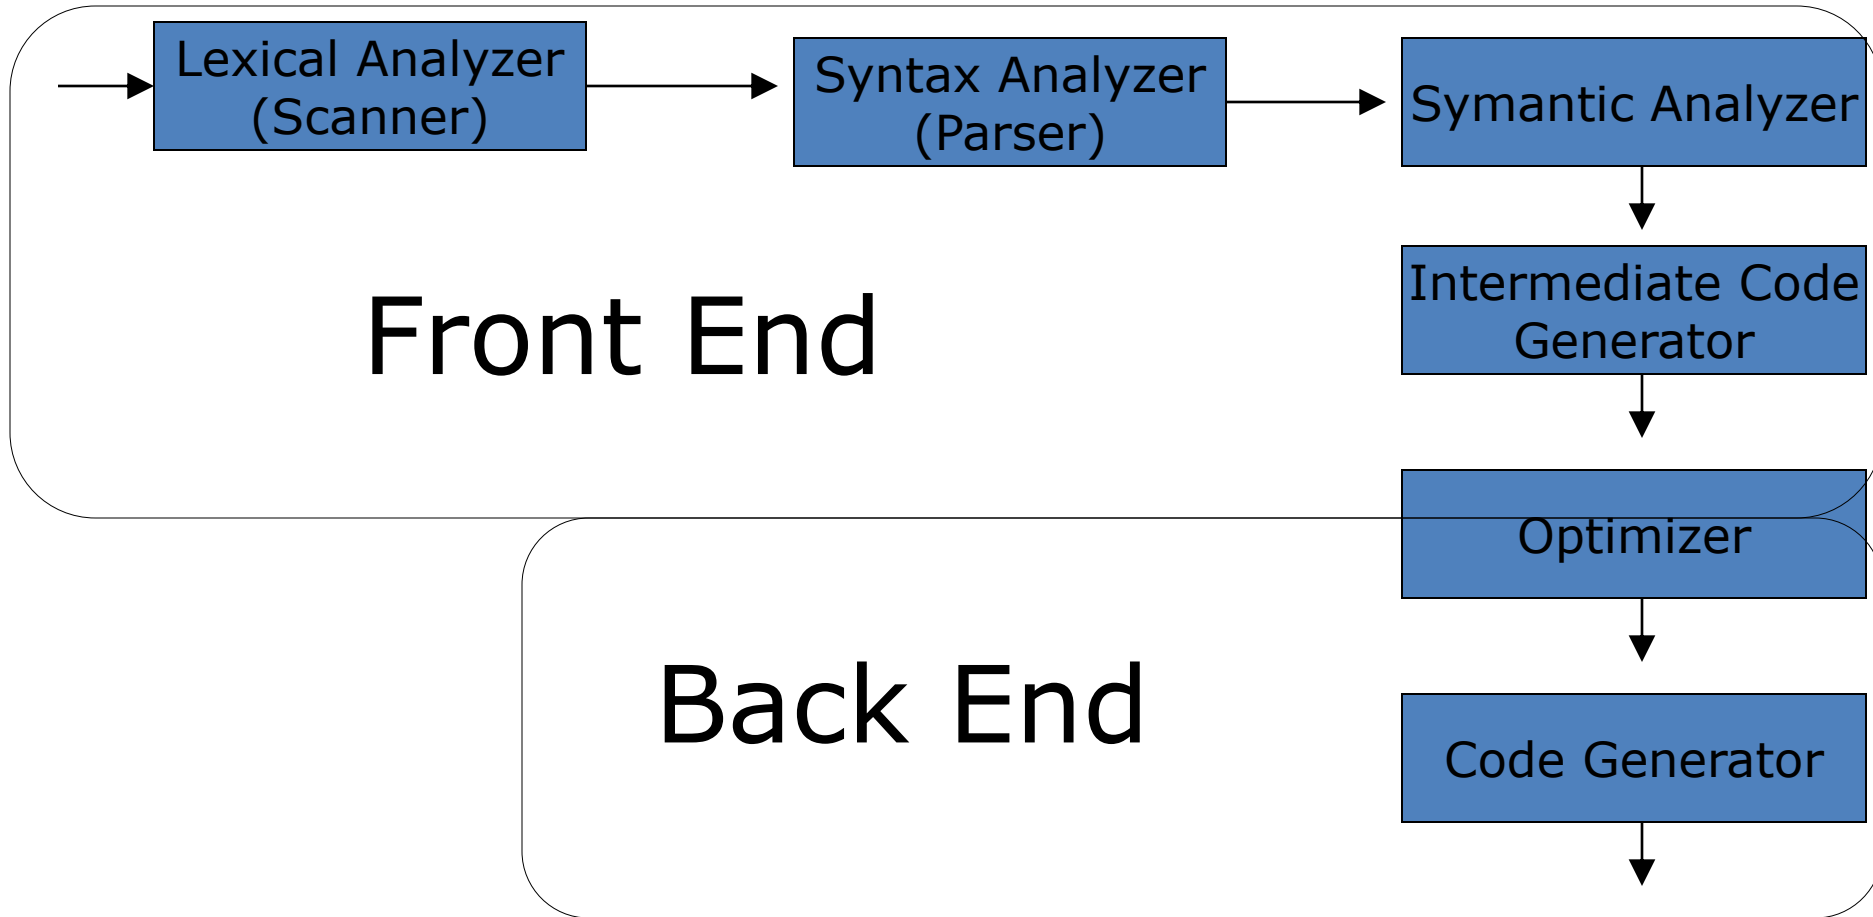 Lexical Analyzer
(Scanner)
Syntax Analyzer
(Parser)
Symantic Analyzer
Intermediate Code
Generator
Front End
Optimizer
Back End
Code Generator